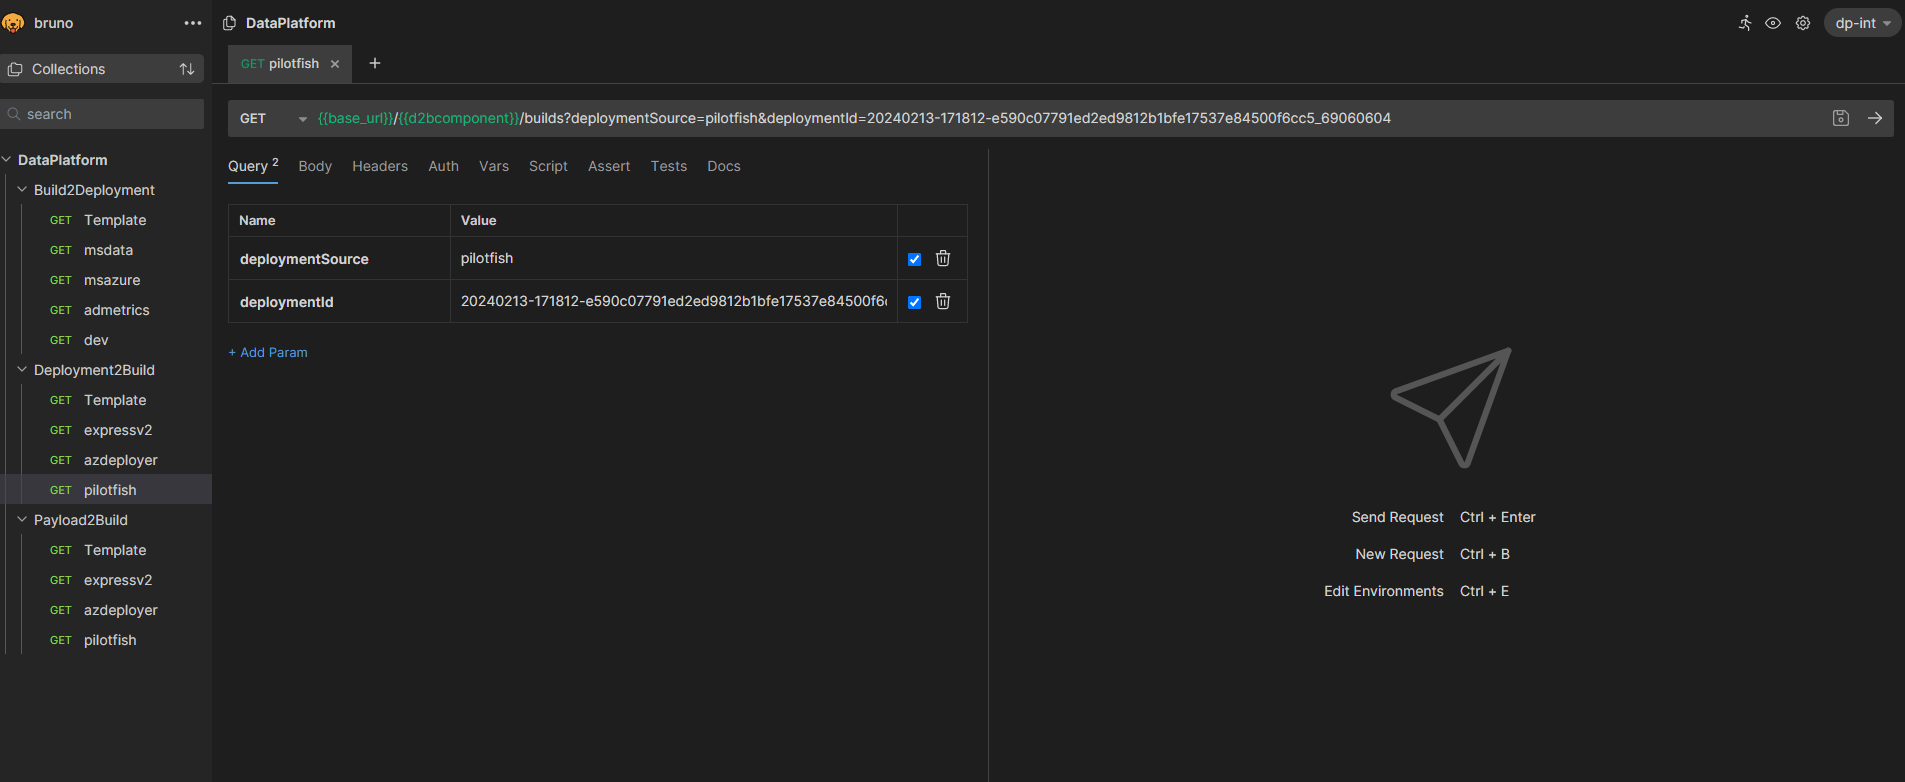 bruno
Collections
search
DataPlatform
Build2Deployment
GET Template
GET msdata
GET msazure
GET admetrics
GET dev
Deployment2Build
GET Template
GET expressv2
GET azdeployer
GET pilotfish
Payload2Build
GET Template
GET expressv2
GET azdeployer
GET pilotfish
DataPlatform
dp-int
GET pilotfish
GET {{base_url}}/{{d2bcomponent}}/builds?deploymentSource=pilotfish&deploymentId=20240213-171812-e590c07791ed2ed9812b1bfe17537e84500f6cc5_69060604
Query 2 Body Headers Auth Vars Script Assert Tests Docs
Name Value
deploymentSource pilotfish
deploymentId 20240213-171812-e590c07791ed2ed9812b1bfe17537e84500f6
+ Add Param
Send Request Ctrl + Enter
New Request Ctrl + B
Edit Environments Ctrl + E